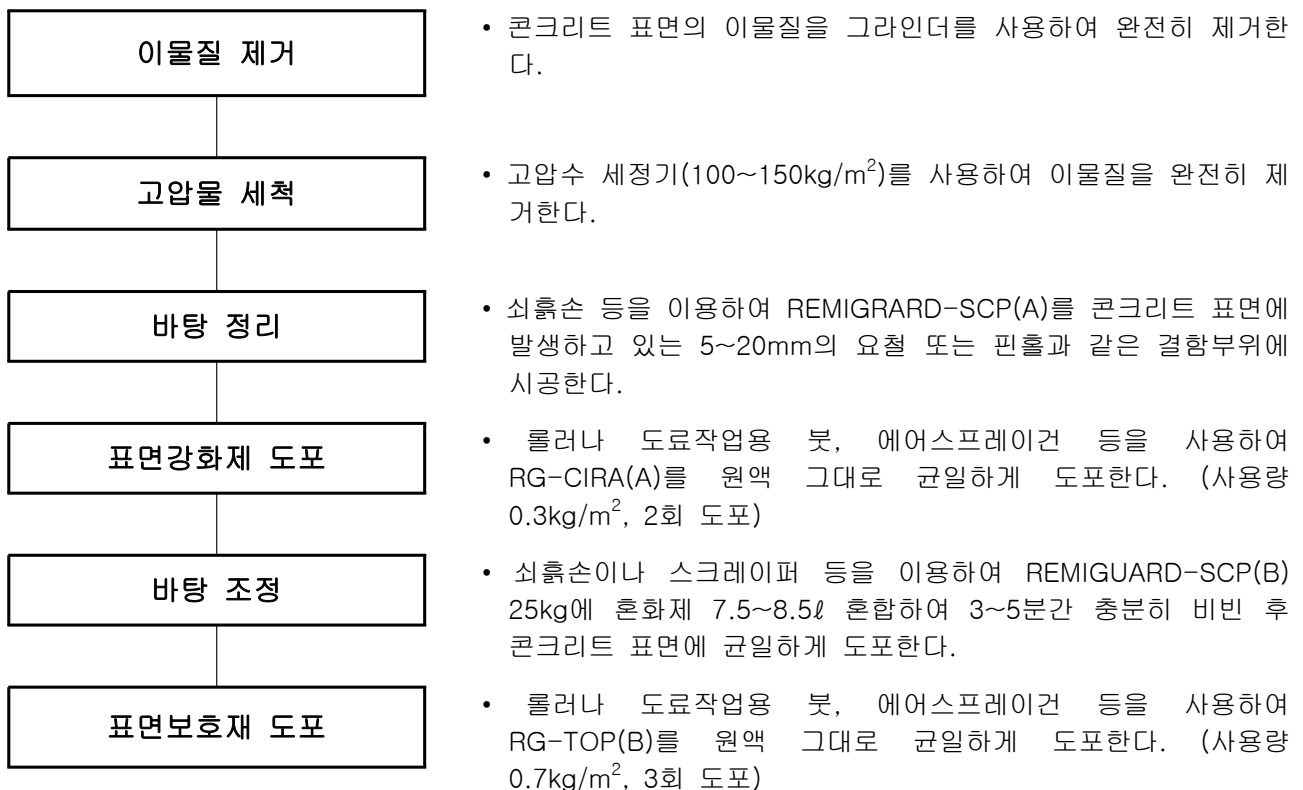 이물질 제거
• 콘크리트 표면의 이물질을 그라인더를 사용하여 완전히 제거한
다.
고압물 세척
• 고압수 세정기(100~150kg/m²)를 사용하여 이물질을 완전히 제
거한다.
바탕 정리
• 쇠흙손 등을 이용하여 REMIGRARD-SCP(A)를 콘크리트 표면에
발생하고 있는 5~20mm의 요철 또는 핀홀과 같은 결함부위에
시공한다.
표면강화제 도포
• 롤러나 도료작업용 붓, 에어스프레이건 등을 사용하여
RG-CIRA(A)를 원액 그대로 균일하게 도포한다. (사용량
0.3kg/m², 2회 도포)
바탕 조정
• 쇠흙손이나 스크레이퍼 등을 이용하여 REMIGUARD-SCP(B)
25kg에 혼화제 7.5~8.5ℓ 혼합하여 3~5분간 충분히 비빈 후
콘크리트 표면에 균일하게 도포한다.
표면보호재 도포
• 롤러나 도료작업용 붓, 에어스프레이건 등을 사용하여
RG-TOP(B)를 원액 그대로 균일하게 도포한다. (사용량
0.7kg/m², 3회 도포)